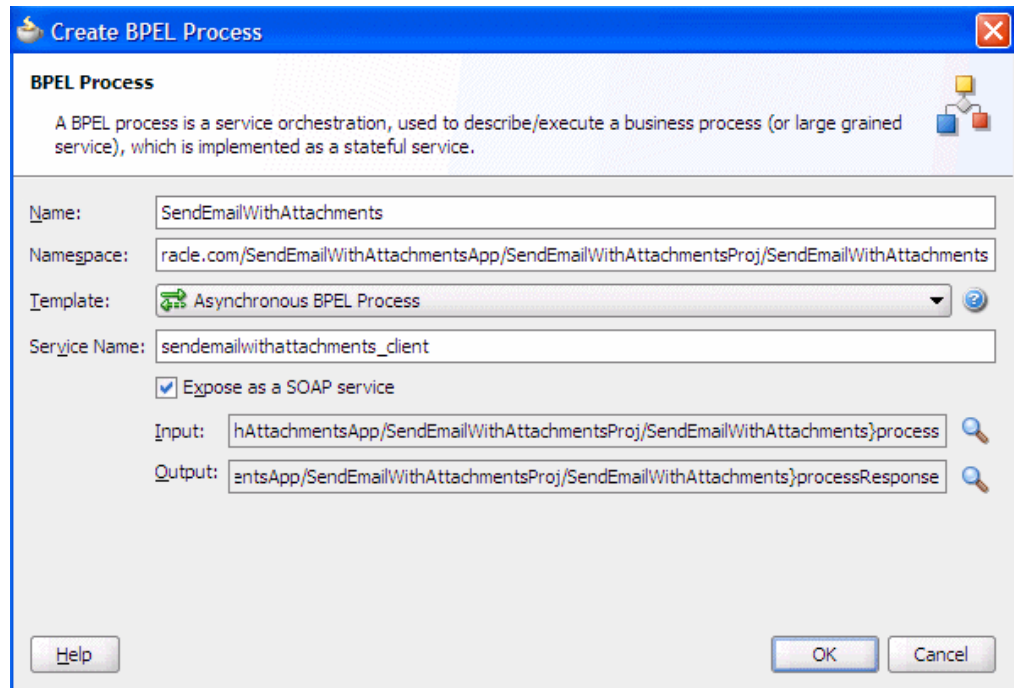 Create BPEL Process
BPEL Process
A BPEL process is a service orchestration, used to describe/execute a business process (or large grained
service), which is implemented as a stateful service.
Name: SendEmailWithAttachments
Namespace: racle.com/SendEmailWithAttachmentsApp/SendEmailWithAttachmentsProj/SendEmailWithAttachments
Template: Asynchronous BPEL Process
Service Name: sendemailwithattachments_client
Expose as a SOAP service
Input: hAttachmentsApp/SendEmailWithAttachmentsProj/SendEmailWithAttachments}process
Output: entsApp/SendEmailWithAttachmentsProj/SendEmailWithAttachments}processResponse
Help OK Cancel